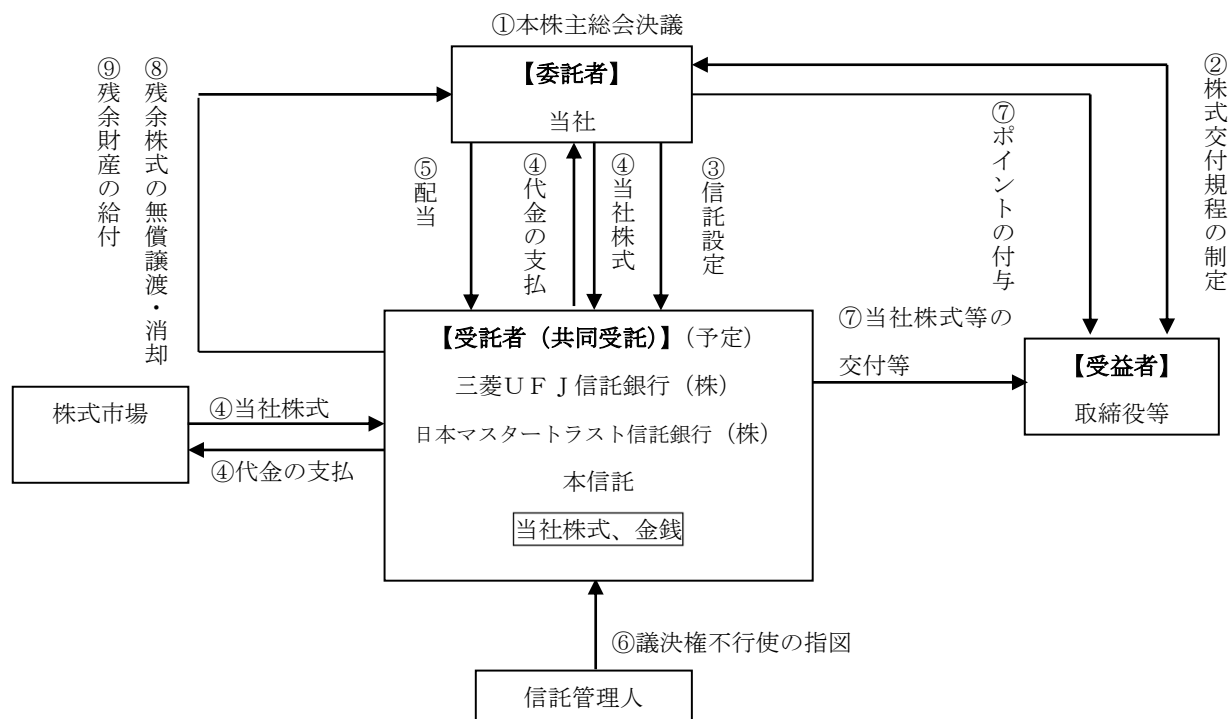 ①本株主総会決議
【委託者】
当社
⑨残余財産の給付
⑧残余株式の無償譲渡・消却
⑤配当
④代金の支払
④当社株式
③信託設定
⑦ポイントの付与
②株式交付規程の制定
【受託者（共同受託）】（予定）
三菱ＵＦＪ信託銀行（株）
日本マスタートラスト信託銀行（株）
本信託
当社株式、金銭
⑦当社株式等の
交付等
【受益者】
取締役等
株式市場
④当社株式
④代金の支払
⑥議決権不行使の指図
信託管理人